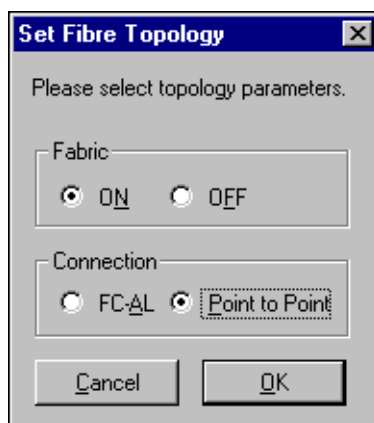 Set Fibre Topology
Please select topology parameters.
Fabric
ON OFF
Connection
FC-AL Point to Point
Cancel OK